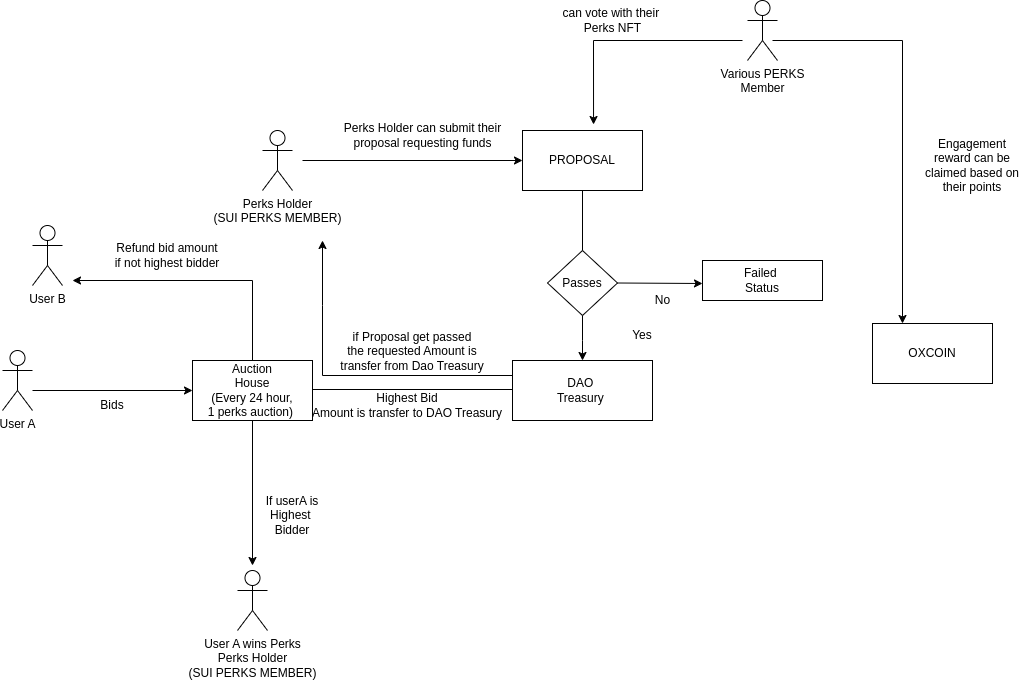 can vote with their
Perks NFT
Various PERKS
Member
Perks Holder can submit their
proposal requesting funds
PROPOSAL
Engagement
reward can be
claimed based on
their points
Perks Holder
(SUI PERKS MEMBER)
Refund bid amount
if not highest bidder
User B
Passes
No
Failed
Status
Yes
OXCOIN
if Proposal get passed
the requested Amount is
transfer from Dao Treasury
Auction
House
(Every 24 hour,
1 perks auction)
DAO
Treasury
Highest Bid
Amount is transfer to DAO Treasury
Bids
User A
If userA is
Highest
Bidder
User A wins Perks
Perks Holder
(SUI PERKS MEMBER)